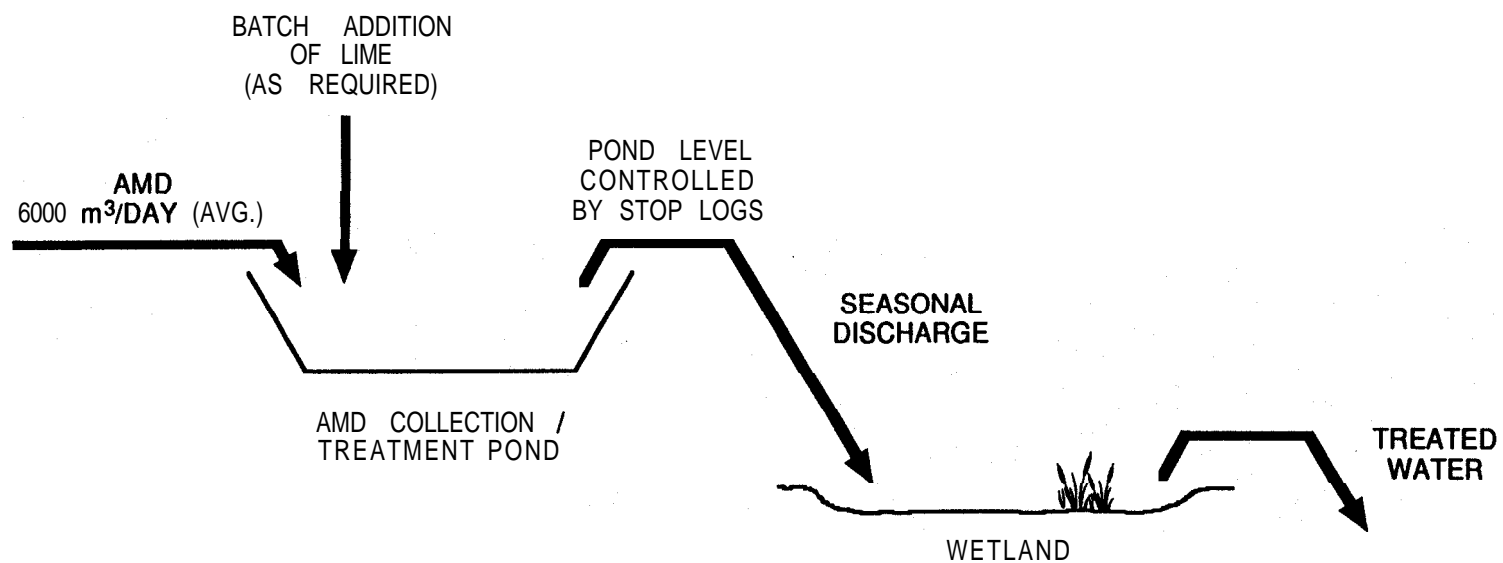 BATCH ADDITION
OF LIME
(AS REQUIRED)
AMD
6000 m³/DAY (AVG.)
POND LEVEL
CONTROLLED
BY STOP LOGS
SEASONAL
DISCHARGE
AMD COLLECTION /
TREATMENT POND
TREATED
WATER
WETLAND